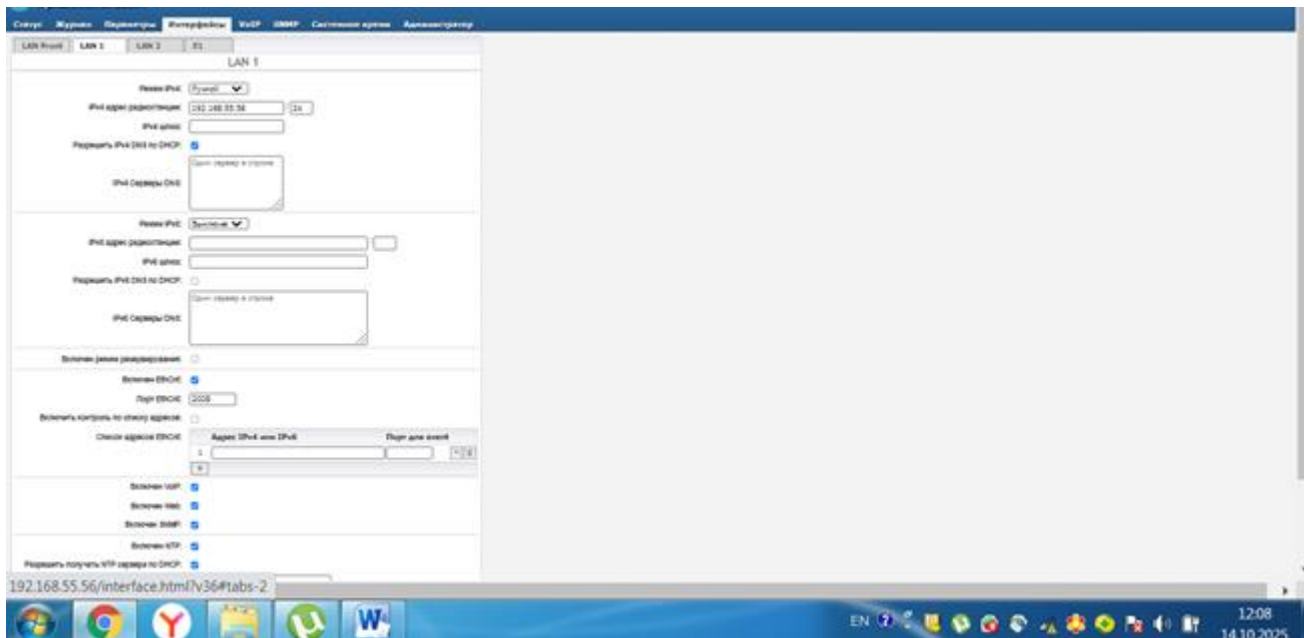 Статус Журнал Параметры Интерфейсы VoIP SNMP Системное время Администратор
LAN Front LAN 1 LAN 2 E1
LAN 1
Режим IPv4: Ручной
IPv4 адрес радиостанции: 192.168.55.56 24
IPv4 шлюз:
Разрешить IPv4 DNS по DHCP:
Один сервер в строке
IPv4 Серверы DNS:
Режим IPv6: Выключен
IPv6 адрес радиостанции:
IPv6 шлюз:
Разрешить IPv6 DNS по DHCP:
Один сервер в строке
IPv6 Серверы DNS:
Включен режим резервирования:
Включен
Порт
Включить контроль по списку адресов:
Список адресов Адрес IPv4 или IPv6 Порт для event
1
+
Включен VoIP:
Включен Web:
Включен SNMP:
Включен NTP:
Разрешить получать NTP сервера по DHCP:
192.168.55.56/interface.html?v36#tabs-2
EN 12:08
14.10.2025